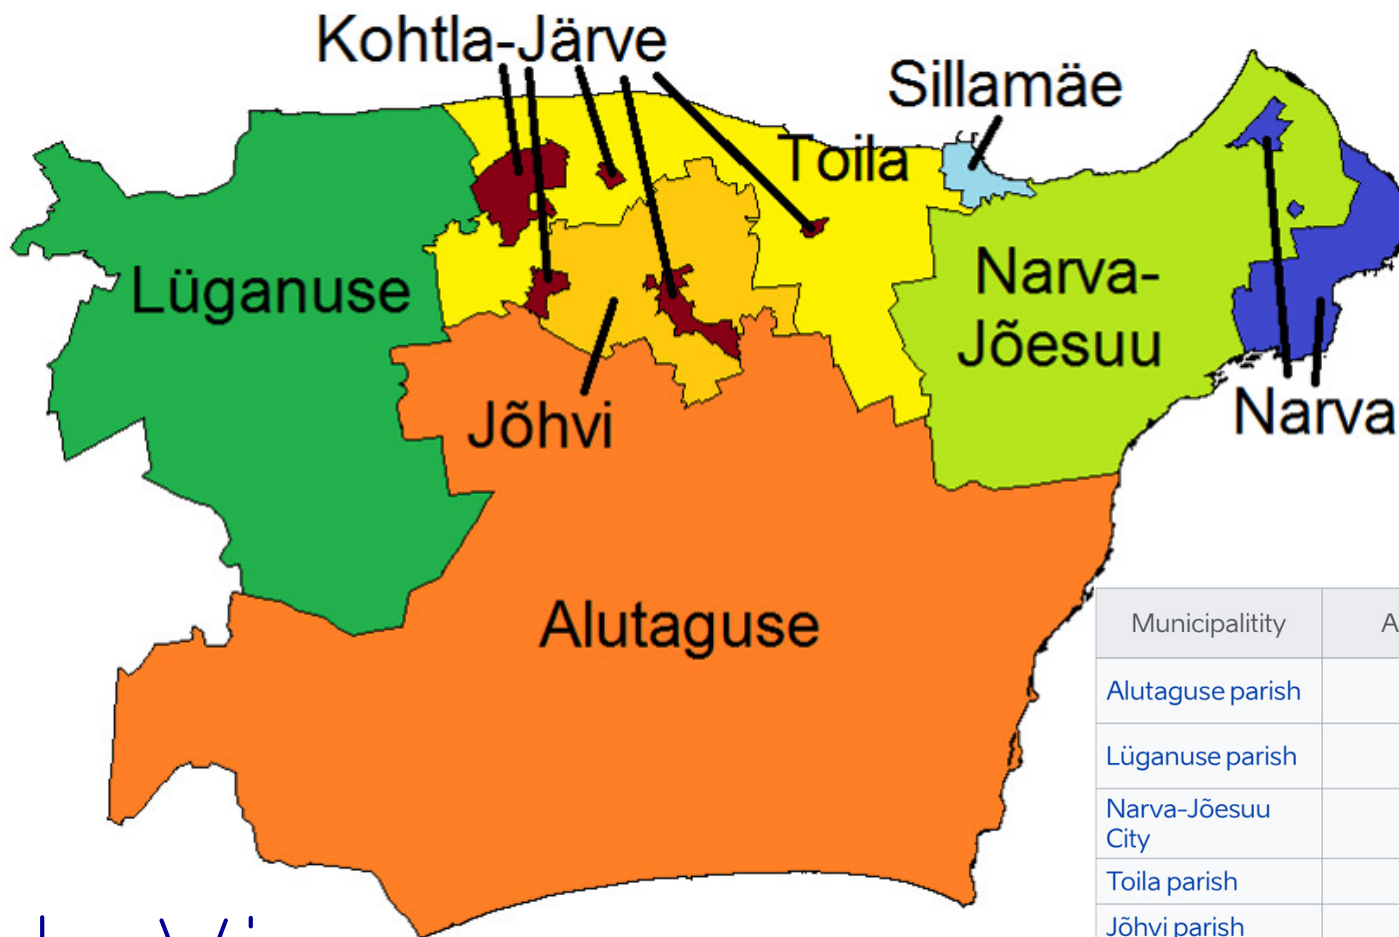 Kohtla-Järve
Sillamäe
Toila
Lüganuse
Narva-
Jõesuu
Jõhvi
Narva
Alutaguse
Municipalitity
Alutaguse parish
Lüganuse parish
Narva-Jõesuu
City
Toila parish
Jõhvi parish